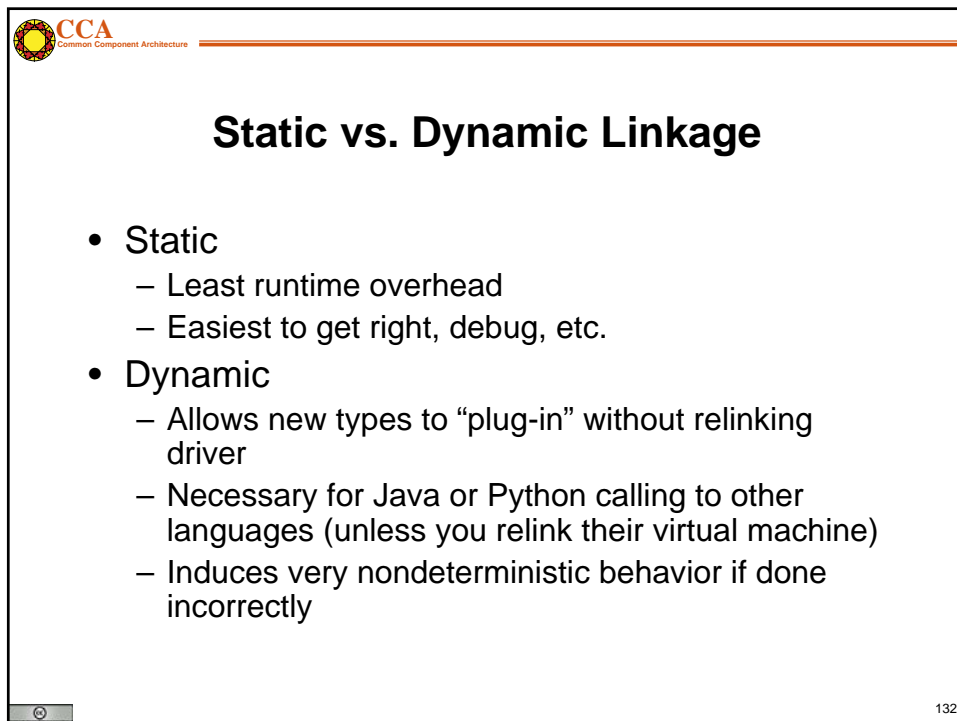 CCA
Common Component Architecture
Static vs. Dynamic Linkage
• Static
– Least runtime overhead
– Easiest to get right, debug, etc.
• Dynamic
– Allows new types to “plug-in” without relinking
driver
– Necessary for Java or Python calling to other
languages (unless you relink their virtual machine)
– Induces very nondeterministic behavior if done
incorrectly
cc
132